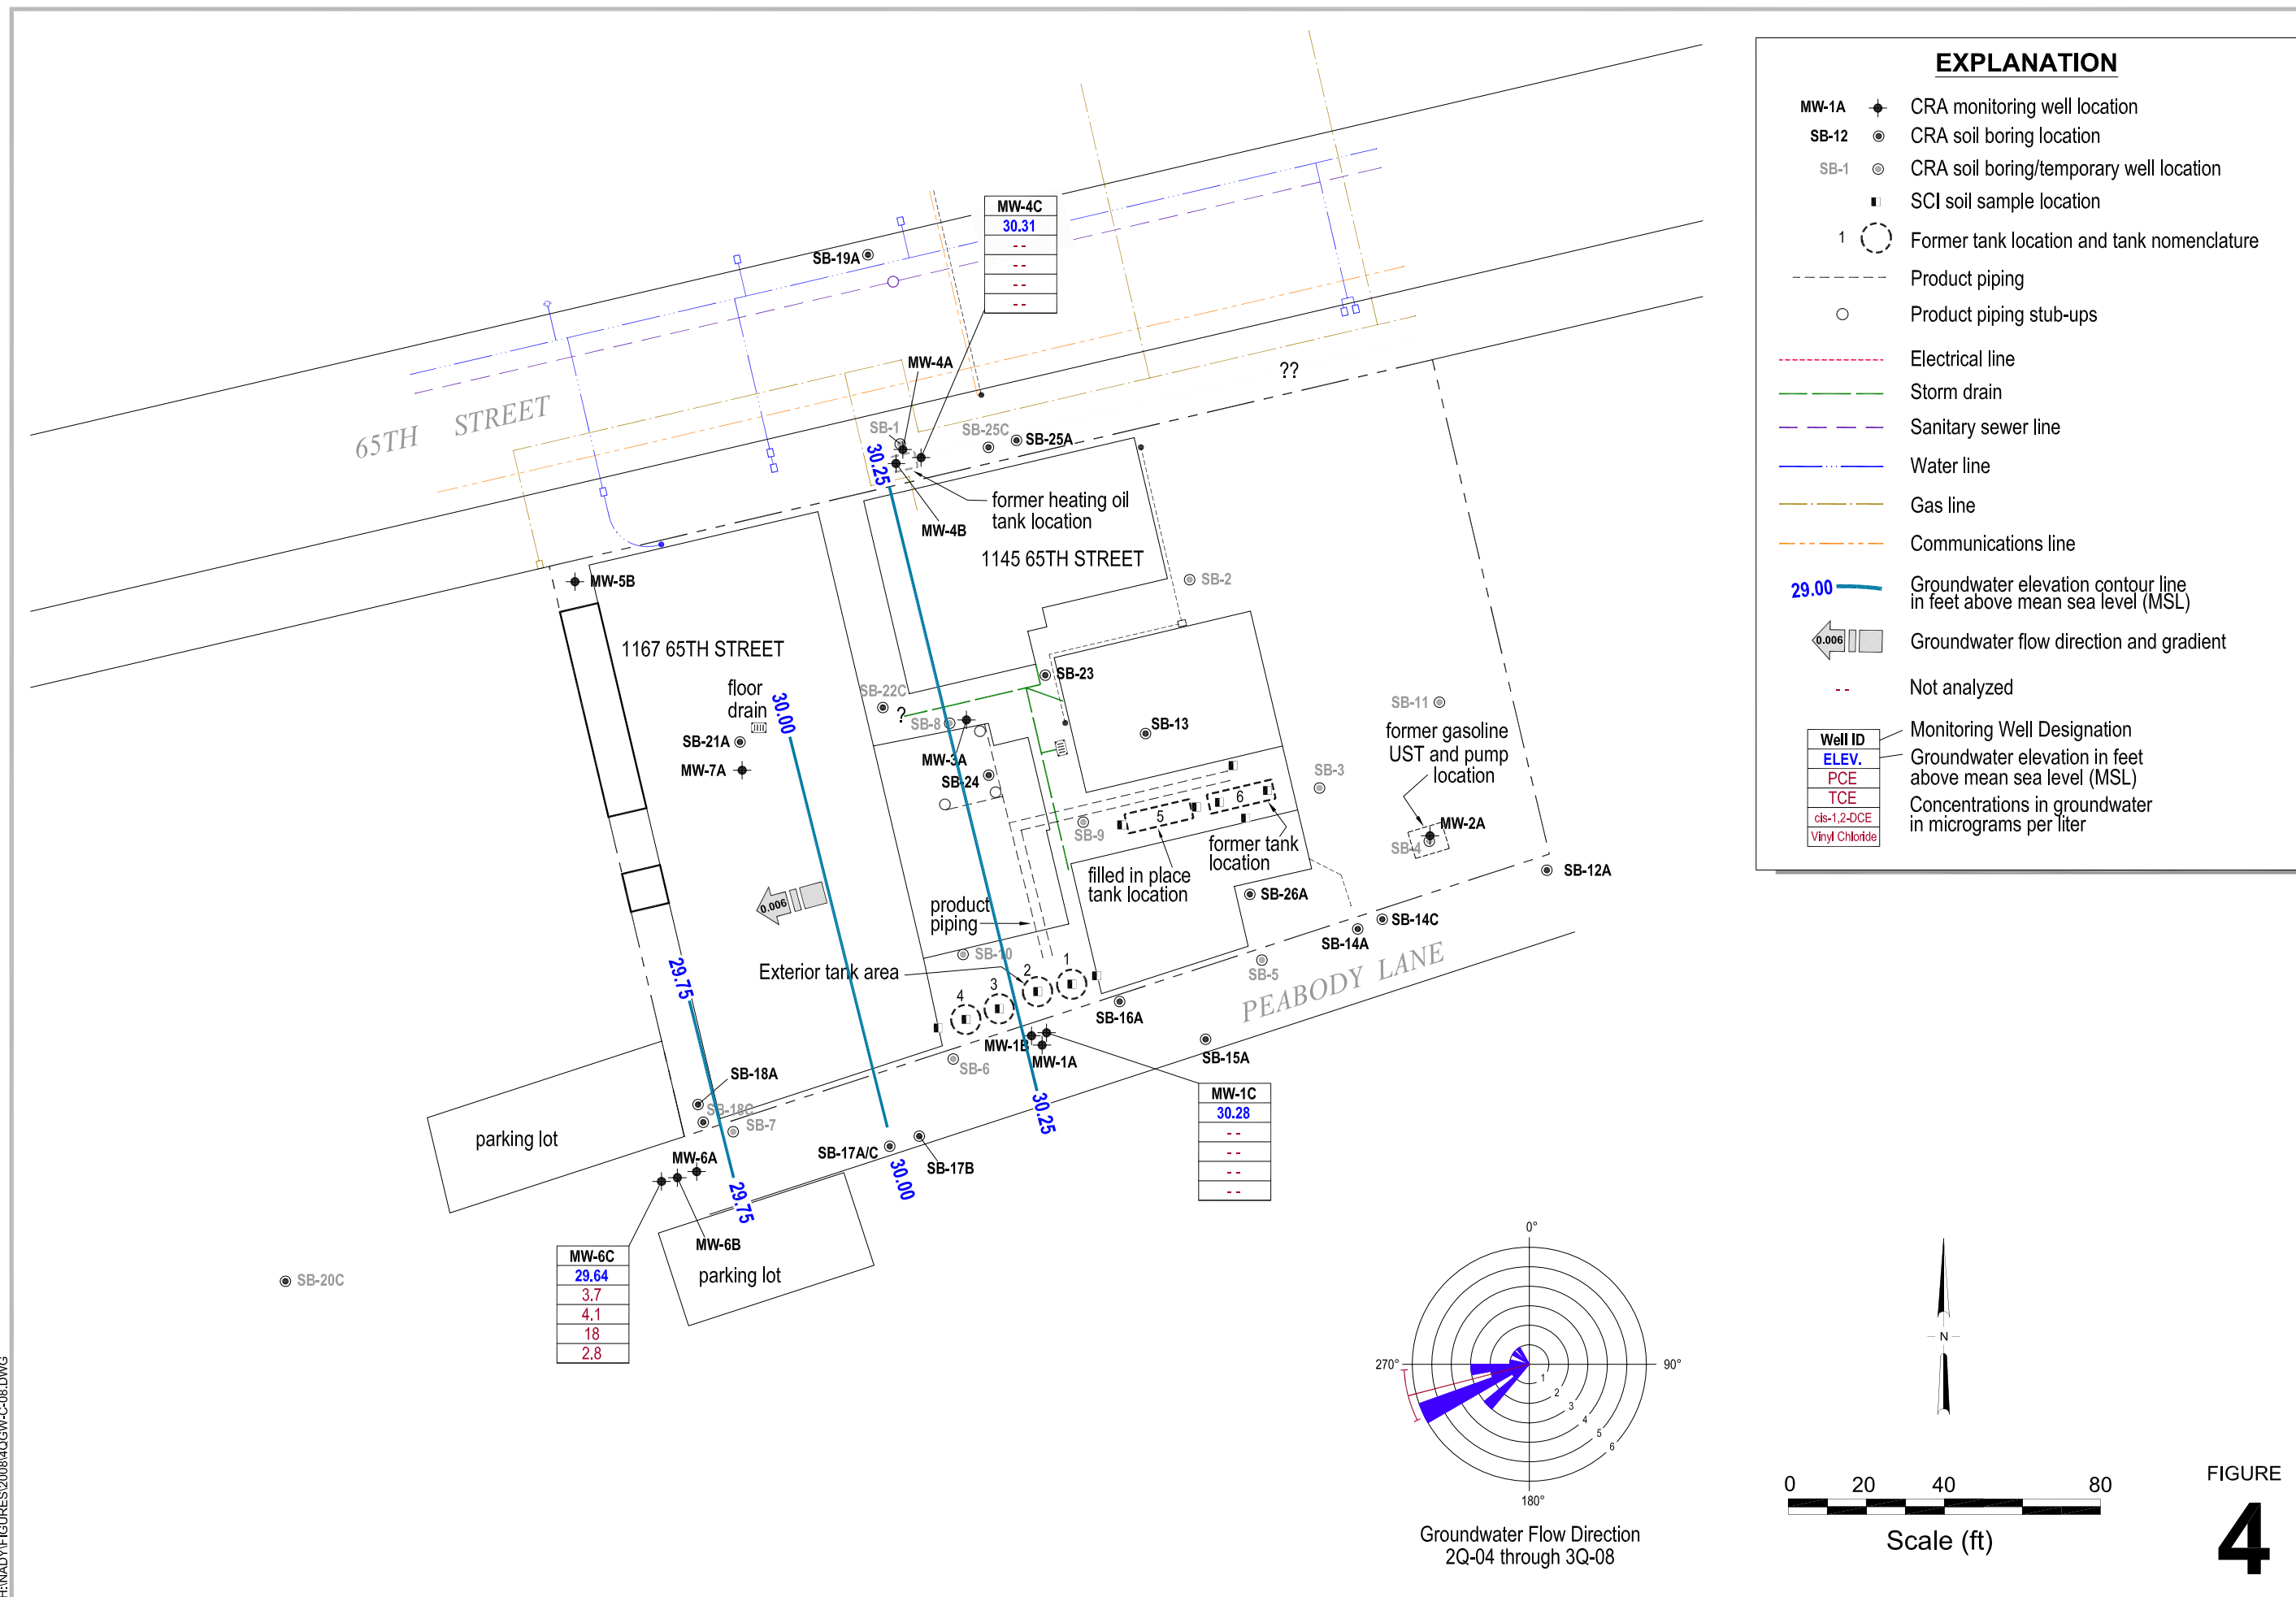 EXPLANATION
MW-1A CRA monitoring well location
SB-12 CRA soil boring location
SB-1 CRA soil boring/temporary well location
SCI soil sample location
1 Former tank location and tank nomenclature
Product piping
Product piping stub-ups
Electrical line
Storm drain
Sanitary sewer line
Water line
Gas line
Communications line
29.00 Groundwater elevation contour line
in feet above mean sea level (MSL)
0.006 Groundwater flow direction and gradient
- - Not analyzed
Well ID Monitoring Well Designation
ELEV. Groundwater elevation in feet
above mean sea level (MSL)
PCE
TCE
cis-1,2-DCE
Vinyl Chloride
Concentrations in groundwater
in micrograms per liter
MW-4C
30.31
- -
- -
- -
- -
SB-19A
MW-4A
??
65TH STREET
SB-1
SB-25C
SB-25A
30.25
former heating oil
tank location
MW-4B
1145 65TH STREET
MW-5B
SB-2
1167 65TH STREET
SB-23
floor
drain
30.00
SB-22C
?
SB-8
SB-11
SB-13
SB-21A
MW-7A
MW-3A
SB-24
former gasoline
UST and pump
location
SB-3
6
5
SB-9
MW-2A
SB-4
former tank
location
filled in place
tank location
SB-12A
SB-26A
0.006
product
piping
SB-14C
SB-14A
SB-10
SB-5
PEABODY LANE
29.75
Exterior tank area
1
2
3
4
SB-16A
MW-1B
MW-1A
SB-15A
SB-6
SB-18A
SB-18C
SB-7
30.25
MW-1C
30.28
- -
- -
- -
- -
parking lot
MW-6A
SB-17A/C
SB-17B
30.00
29.75
MW-6B
parking lot
MW-6C
29.64
3.7
4.1
18
2.8
SB-20C
0°
270°
90°
180°
1
2
3
4
5
6
Groundwater Flow Direction
2Q-04 through 3Q-08
N
0 20 40 80
Scale (ft)
FIGURE
4
H:\NADY\FIGURES\2008\4QGW-C-08.DWG